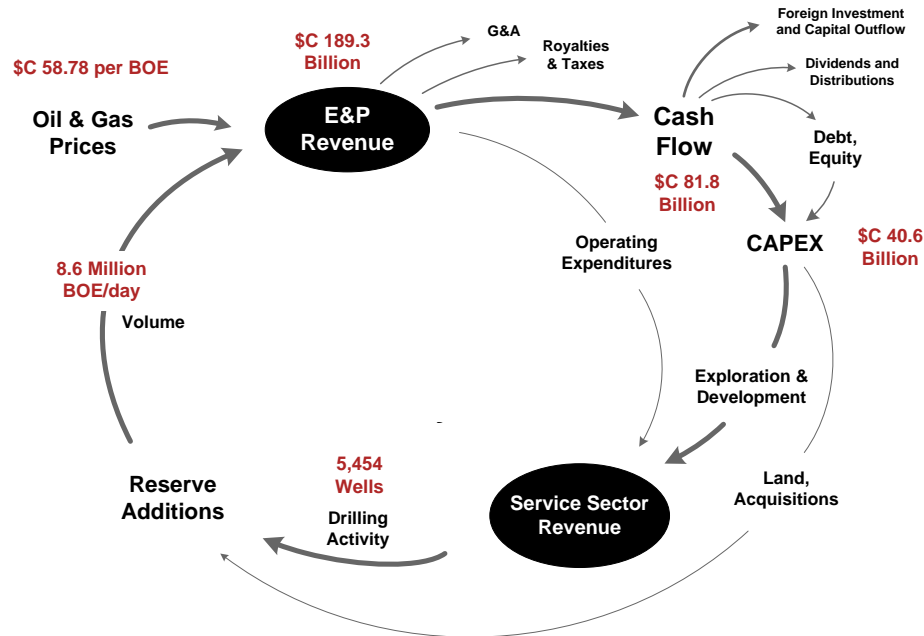 $C 58.78 per BOE
Oil & Gas
Prices
$C 189.3
Billion
E&P
Revenue
G&A
Royalties
& Taxes
Foreign Investment
and Capital Outflow
Dividends and
Distributions
Cash
Flow
Debt,
Equity
$C 81.8
Billion
CAPEX
$C 40.6
Billion
Operating
Expenditures
8.6 Million
BOE/day
Volume
Exploration &
Development
Land,
Acquisitions
Service Sector
Revenue
5,454
Wells
Drilling
Activity
Reserve
Additions